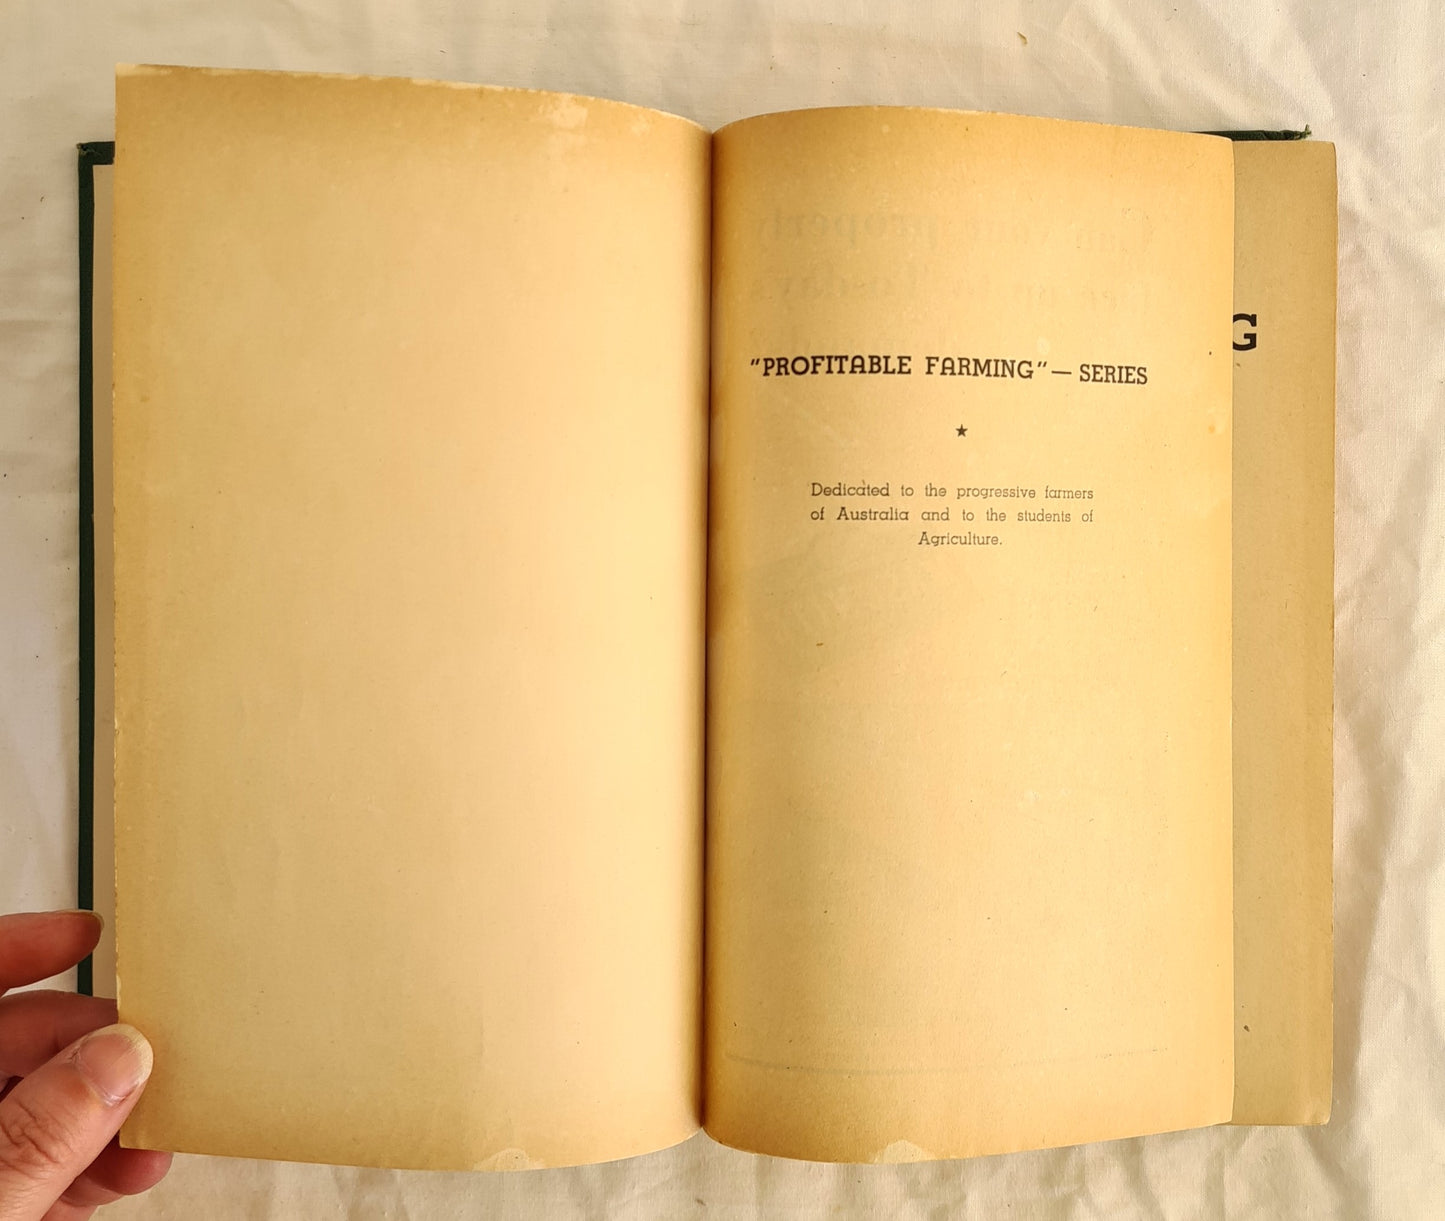 "PROFITABLE FARMING"— SERIES
★
Dedicated to the progressive farmers
of Australia and to the students of
Agriculture.
G